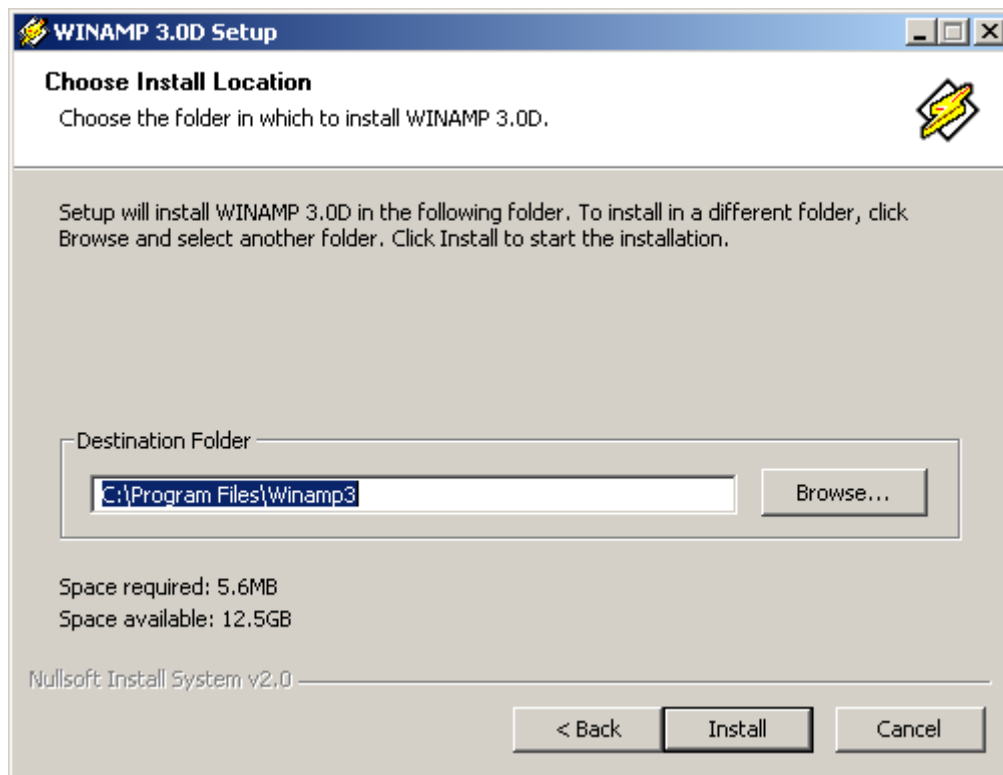 WINAMP 3.0D Setup
Choose Install Location
Choose the folder in which to install WINAMP 3.0D.
Setup will install WINAMP 3.0D in the following folder. To install in a different folder, click
Browse and select another folder. Click Install to start the installation.
Destination Folder
C:\Program Files\Winamp3
Browse...
Space required: 5.6MB
Space available: 12.5GB
Nullsoft Install System v2.0
< Back
Install
Cancel